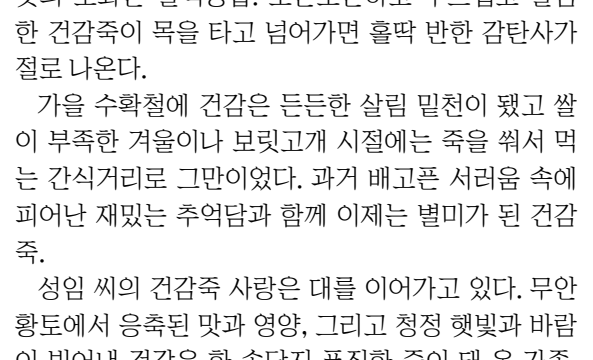 한 건감죽이 목을 타고 넘어가면 홀딱 반한 감탄사가
절로 나온다.
가을 수확철에 건감은 든든한 살림 밑천이 됐고 쌀
이 부족한 겨울이나 보릿고개 시절에는 죽을 쒀서 먹
는 간식거리로 그만이었다. 과거 배고픈 서러움 속에
피어난 재밌는 추억담과 함께 이제는 별미가 된 건감
죽.
성임 씨의 건감죽 사랑은 대를 이어가고 있다. 무안
황토에서 응축된 맛과 영양, 그리고 청정 햇빛과 바람